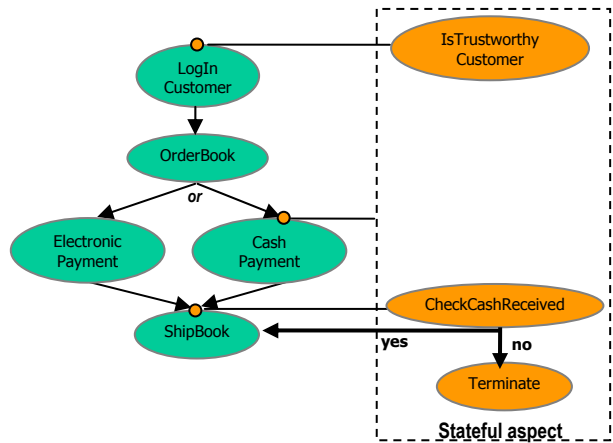 IsTrustworthy
Customer
LogIn
Customer
OrderBook
or
Electronic
Payment
Cash
Payment
CheckCashReceived
ShipBook
yes
no
Terminate
Stateful aspect